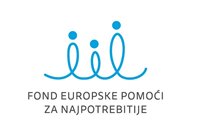 FOND EUROPSKE POMOĆI
ZA NAJPOTREBITIJE